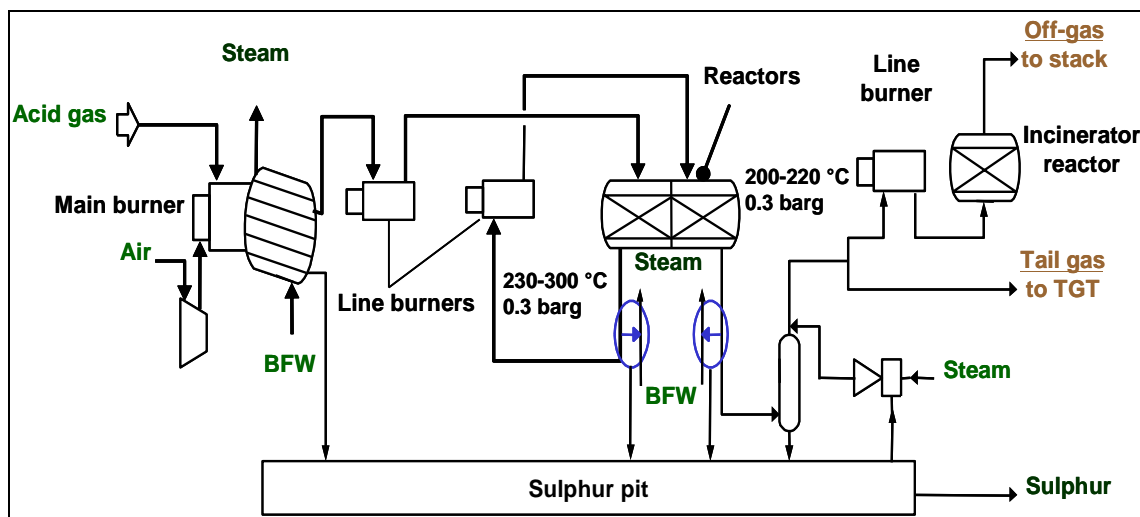 Steam
Acid gas
Main burner
Air
BFW
Line burners
230-300 °C
0.3 barg
Reactors
200-220 °C
0.3 barg
Steam
BFW
Line
burner
Off-gas
to stack
Incinerator
reactor
Tail gas
to TGT
Steam
Sulphur pit
Sulphur